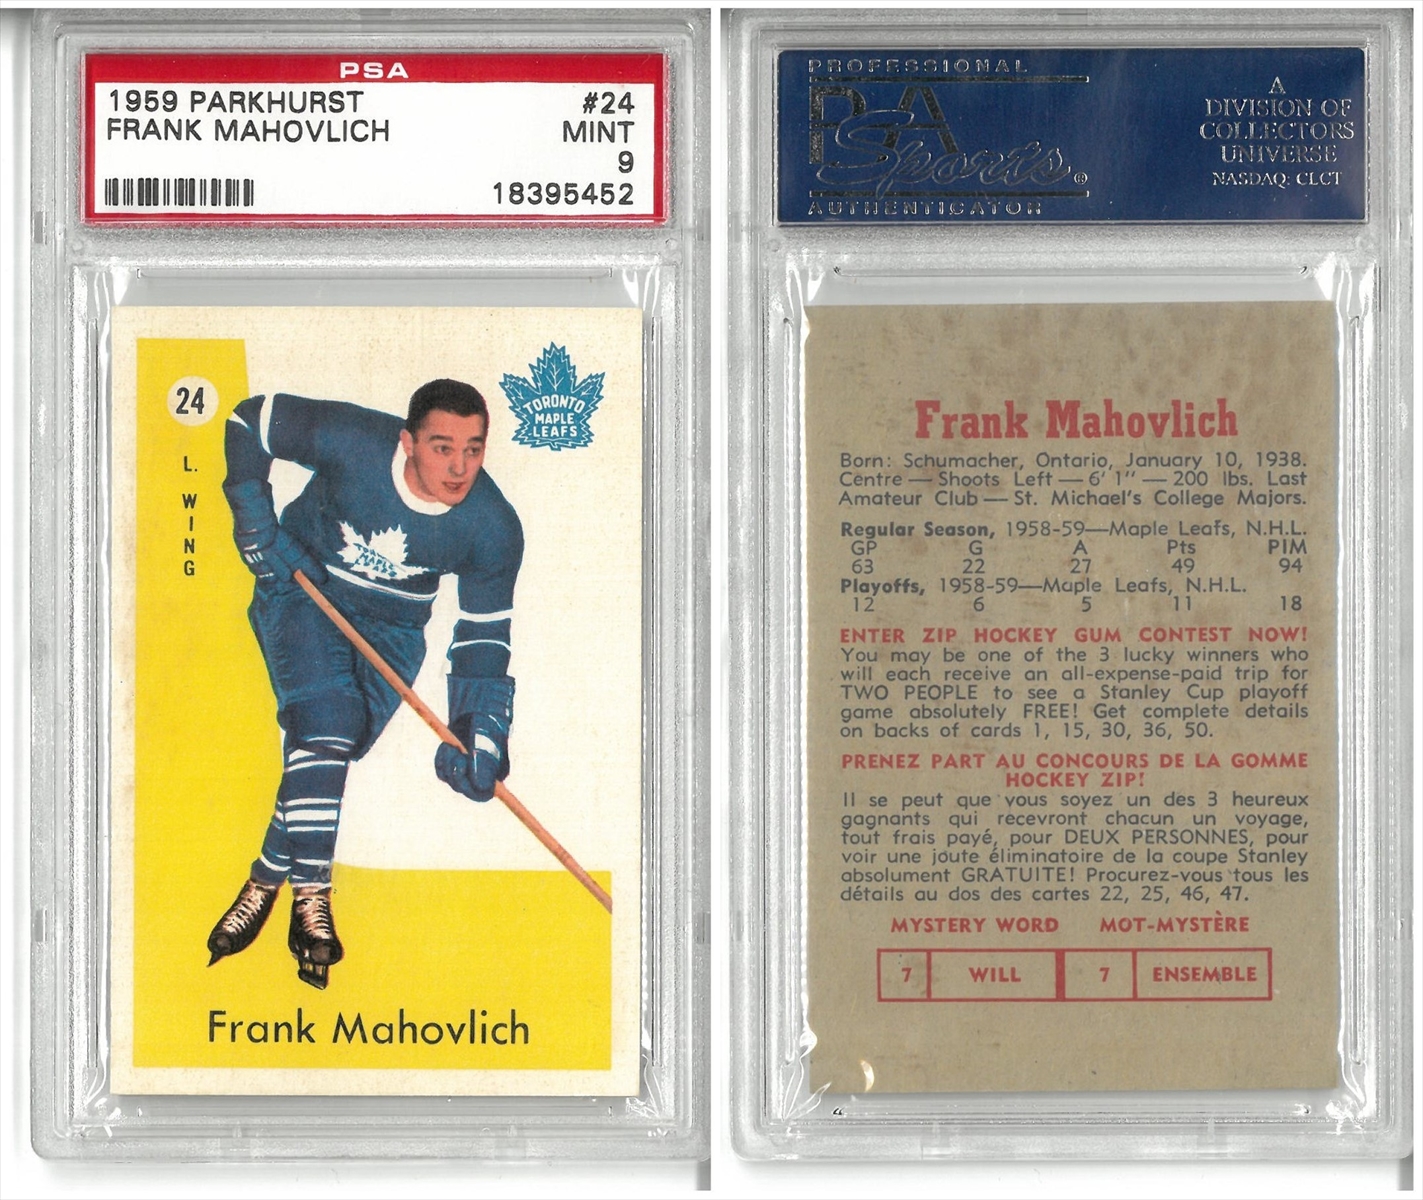 PSA
1959 PARKHURST #24
FRANK MAHOVLICH MINT
9
18395452
24
L. WING
TORONTO
MAPLE
LEAFS
TORONTO
MAPLE
LEAFS
Frank Mahovlich
PROFESSIONAL
PSA
Sports®
AUTHENTICATOR
A
DIVISION OF
COLLECTORS
UNIVERSE
NASDAQ: CLCT
Frank Mahovlich
Born: Schumacher, Ontario, January 10, 1938.
Centre — Shoots Left — 6' 1" — 200 lbs. Last
Amateur Club — St. Michael's College Majors.
Regular Season, 1958-59—Maple Leafs, N.H.L.
GP G A Pts PIM
63 22 27 49 94
Playoffs, 1958-59—Maple Leafs, N.H.L.
12 6 5 11 18
ENTER ZIP HOCKEY GUM CONTEST NOW!
You may be one of the 3 lucky winners who
will each receive an all-expense-paid trip for
TWO PEOPLE to see a Stanley Cup playoff
game absolutely FREE! Get complete details
on backs of cards 1, 15, 30, 36, 50.
PRENEZ PART AU CONCOURS DE LA GOMME
HOCKEY ZIP!
Il se peut que vous soyez un des 3 heureux
gagnants qui recevront chacun un voyage,
tout frais payé, pour DEUX PERSONNES, pour
voir une joute éliminatoire de la coupe Stanley
absolument GRATUITE! Procurez-vous tous les
détails au dos des cartes 22, 25, 46, 47.
MYSTERY WORD MOT-MYSTÈRE
7 WILL 7 ENSEMBLE